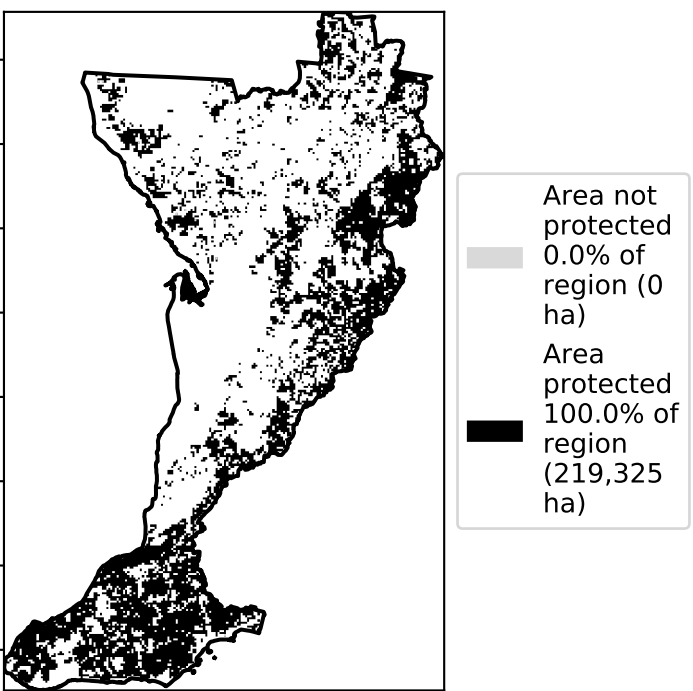 Area not
protected
0.0% of
region (0
ha)
Area
protected
100.0% of
region
(219,325
ha)